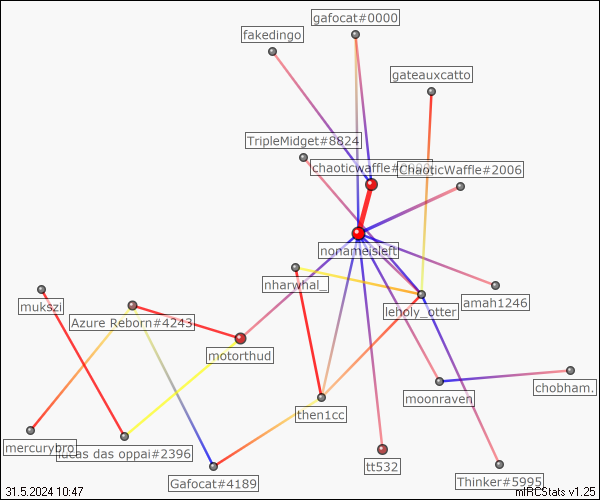 gafocat#0000
fakedingo
gateauxcatto
TripleMidget#8824
chaoticwaffle#
ChaoticWaffle#2006
nonameisleft
nharwhal_
amah1246
leholy_otter
mukszi
Azure Reborn#4243
motorthud
moonraven
chobham.
then1cc
mercurybro
lucas das oppai#2396
tt532
Gafocat#4189
Thinker#5995
31.5.2024 10:47
mIRCStats v1.25